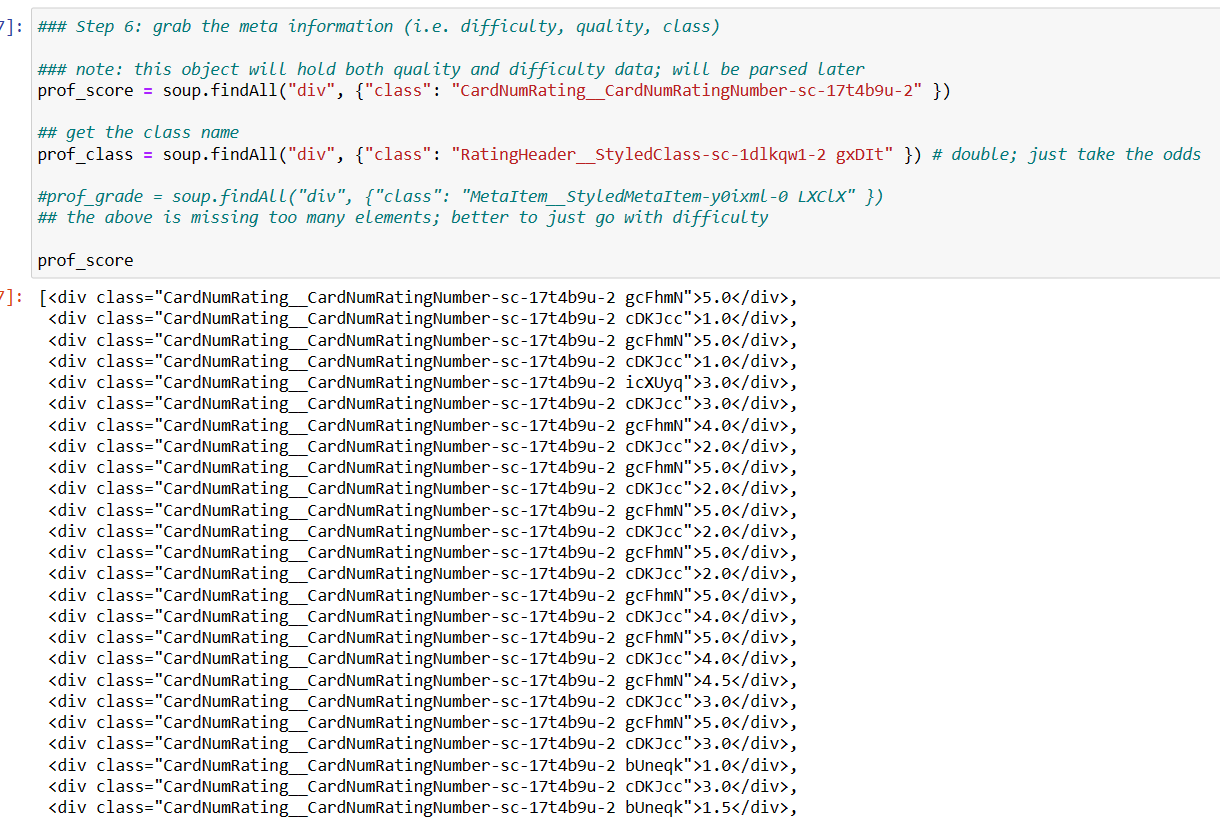 7]: ### Step 6: grab the meta information (i.e. difficulty, quality, class)
### note: this object will hold both quality and difficulty data; will be parsed later
prof_score = soup.findAll("div", {"class": "CardNumRating__CardNumRatingNumber-sc-17t4b9u-2" })
## get the class name
prof_class = soup.findAll("div", {"class": "RatingHeader__StyledClass-sc-1dlkqw1-2 gxDIt" }) # double; just take the odds
#prof_grade = soup.findAll("div", {"class": "MetaItem__StyledMetaItem-y0ixml-0 LXClX" })
## the above is missing too many elements; better to just go with difficulty
prof_score
7]: [<div class="CardNumRating__CardNumRatingNumber-sc-17t4b9u-2 gcFhmN">5.0</div>,
<div class="CardNumRating__CardNumRatingNumber-sc-17t4b9u-2 cDKJcc">1.0</div>,
<div class="CardNumRating__CardNumRatingNumber-sc-17t4b9u-2 gcFhmN">5.0</div>,
<div class="CardNumRating__CardNumRatingNumber-sc-17t4b9u-2 cDKJcc">1.0</div>,
<div class="CardNumRating__CardNumRatingNumber-sc-17t4b9u-2 icXUyq">3.0</div>,
<div class="CardNumRating__CardNumRatingNumber-sc-17t4b9u-2 cDKJcc">3.0</div>,
<div class="CardNumRating__CardNumRatingNumber-sc-17t4b9u-2 gcFhmN">4.0</div>,
<div class="CardNumRating__CardNumRatingNumber-sc-17t4b9u-2 cDKJcc">2.0</div>,
<div class="CardNumRating__CardNumRatingNumber-sc-17t4b9u-2 gcFhmN">5.0</div>,
<div class="CardNumRating__CardNumRatingNumber-sc-17t4b9u-2 cDKJcc">2.0</div>,
<div class="CardNumRating__CardNumRatingNumber-sc-17t4b9u-2 gcFhmN">5.0</div>,
<div class="CardNumRating__CardNumRatingNumber-sc-17t4b9u-2 cDKJcc">2.0</div>,
<div class="CardNumRating__CardNumRatingNumber-sc-17t4b9u-2 gcFhmN">5.0</div>,
<div class="CardNumRating__CardNumRatingNumber-sc-17t4b9u-2 cDKJcc">2.0</div>,
<div class="CardNumRating__CardNumRatingNumber-sc-17t4b9u-2 gcFhmN">5.0</div>,
<div class="CardNumRating__CardNumRatingNumber-sc-17t4b9u-2 cDKJcc">4.0</div>,
<div class="CardNumRating__CardNumRatingNumber-sc-17t4b9u-2 gcFhmN">5.0</div>,
<div class="CardNumRating__CardNumRatingNumber-sc-17t4b9u-2 cDKJcc">4.0</div>,
<div class="CardNumRating__CardNumRatingNumber-sc-17t4b9u-2 gcFhmN">4.5</div>,
<div class="CardNumRating__CardNumRatingNumber-sc-17t4b9u-2 cDKJcc">3.0</div>,
<div class="CardNumRating__CardNumRatingNumber-sc-17t4b9u-2 gcFhmN">5.0</div>,
<div class="CardNumRating__CardNumRatingNumber-sc-17t4b9u-2 cDKJcc">3.0</div>,
<div class="CardNumRating__CardNumRatingNumber-sc-17t4b9u-2 bUneqk">1.0</div>,
<div class="CardNumRating__CardNumRatingNumber-sc-17t4b9u-2 cDKJcc">3.0</div>,
<div class="CardNumRating__CardNumRatingNumber-sc-17t4b9u-2 bUneqk">1.5</div>,